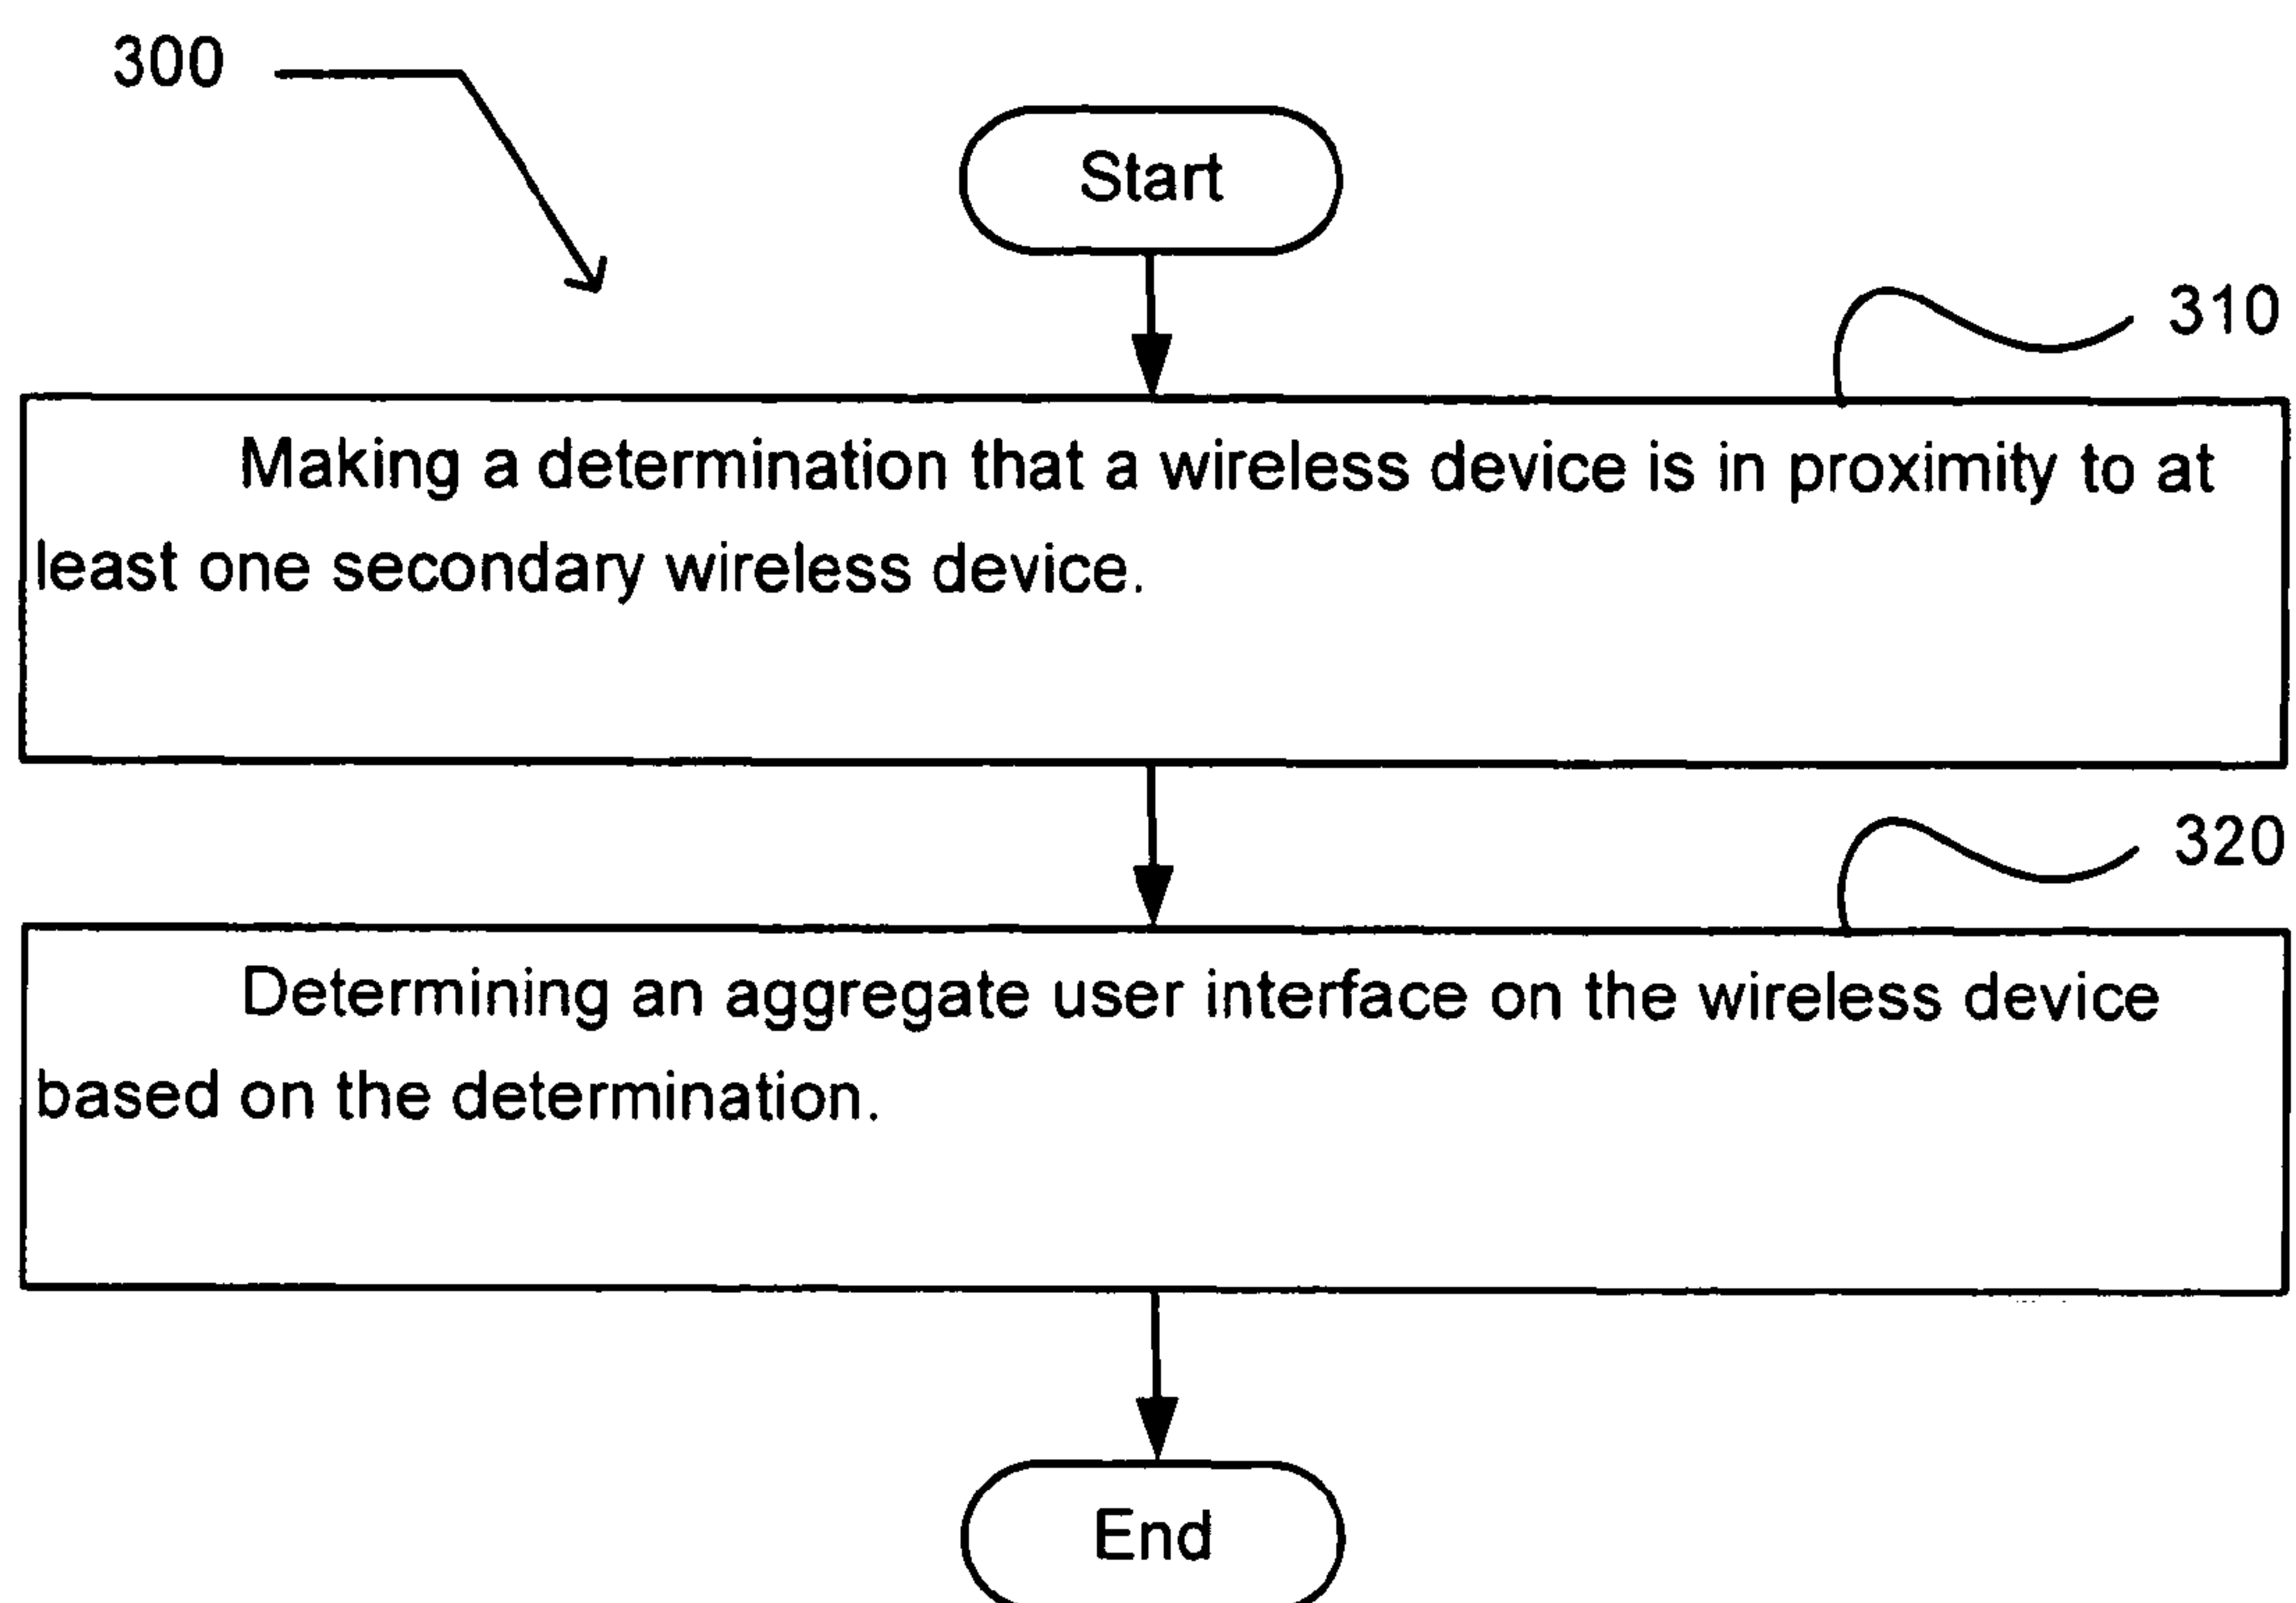 300
Start
310
Making a determination that a wireless device is in proximity to at
least one secondary wireless device.
320
Determining an aggregate user interface on the wireless device
based on the determination.
End